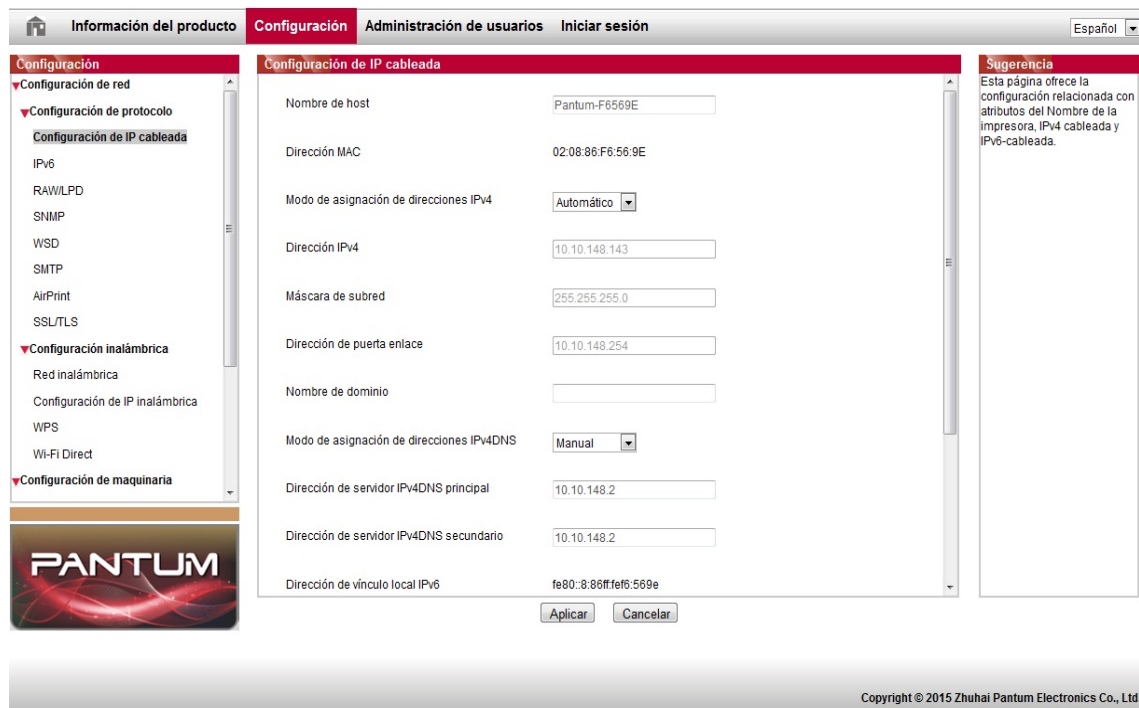 Información del producto
Configuración
Administración de usuarios
Iniciar sesión
Español
Configuración
Configuración de red
Configuración de protocolo
Configuración de IP cableada
IPv6
RAW/LPD
SNMP
WSD
SMTP
AirPrint
SSL/TLS
Configuración inalámbrica
Red inalámbrica
Configuración de IP inalámbrica
WPS
Wi-Fi Direct
Configuración de maquinaria
PANTUM
Configuración de IP cableada
Nombre de host Pantum-F6569E
Dirección MAC 02:08:86:F6:56:9E
Modo de asignación de direcciones IPv4 Automático
Dirección IPv4 10.10.148.143
Máscara de subred 255.255.255.0
Dirección de puerta enlace 10.10.148.254
Nombre de dominio
Modo de asignación de direcciones IPv4DNS Manual
Dirección de servidor IPv4DNS principal 10.10.148.2
Dirección de servidor IPv4DNS secundario 10.10.148.2
Dirección de vínculo local IPv6 fe80::8:86ff:fef6:569e
Aplicar
Cancelar
Sugerencia
Esta página ofrece la
configuración relacionada con
atributos del Nombre de la
impresora, IPv4 cableada y
IPv6-cableada.
Copyright © 2015 Zhuhai Pantum Electronics Co., Ltd